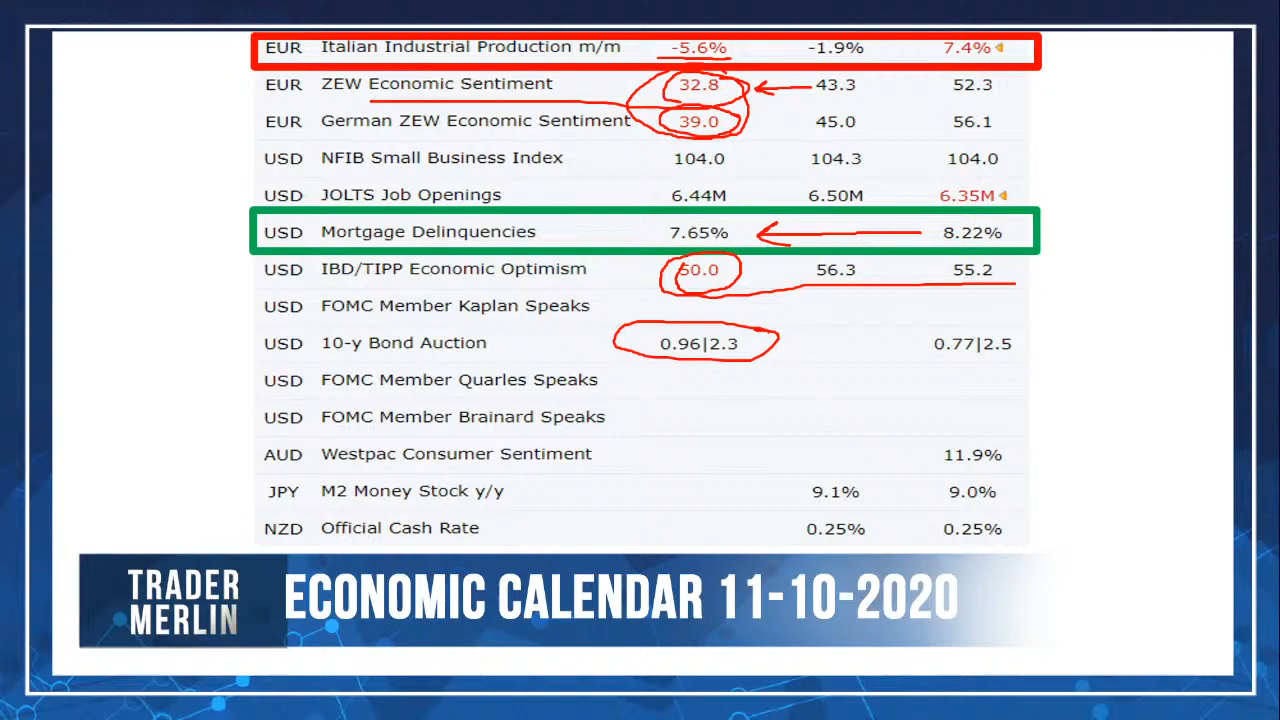 EUR Italian Industrial Production m/m -5.6% -1.9% 7.4%
EUR ZEW Economic Sentiment 32.8 43.3 52.3
EUR German ZEW Economic Sentiment 39.0 45.0 56.1
USD NFIB Small Business Index 104.0 104.3 104.0
USD JOLTS Job Openings 6.44M 6.50M 6.35M
USD Mortgage Delinquencies 7.65% 8.22%
USD IBD/TIPP Economic Optimism 50.0 56.3 55.2
USD FOMC Member Kaplan Speaks
USD 10-y Bond Auction 0.96|2.3 0.77|2.5
USD FOMC Member Quarles Speaks
USD FOMC Member Brainard Speaks
AUD Westpac Consumer Sentiment 11.9%
JPY M2 Money Stock y/y 9.1% 9.0%
NZD Official Cash Rate 0.25% 0.25%
TRADER
MERLIN
ECONOMIC CALENDAR 11-10-2020